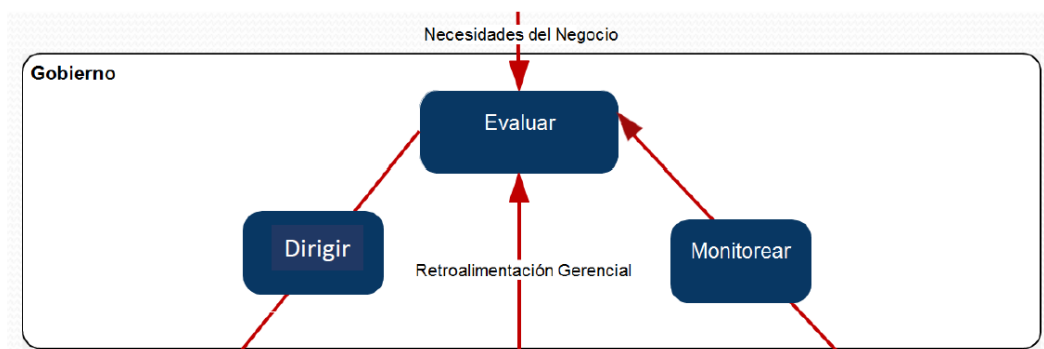 Necesidades del Negocio
Gobierno
Evaluar
Dirigir
Monitorear
Retroalimentación Gerencial